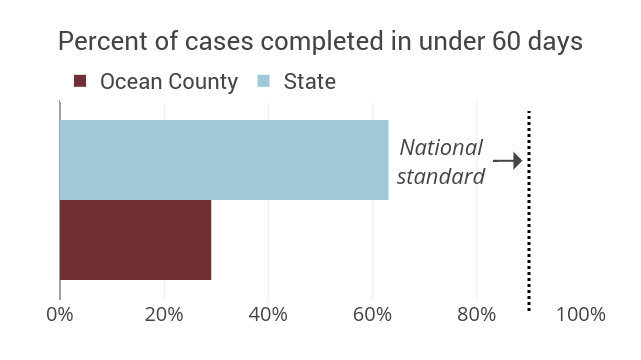 Percent of cases completed in under 60 days
Ocean County State
National
standard
0% 20% 40% 60% 80% 100%